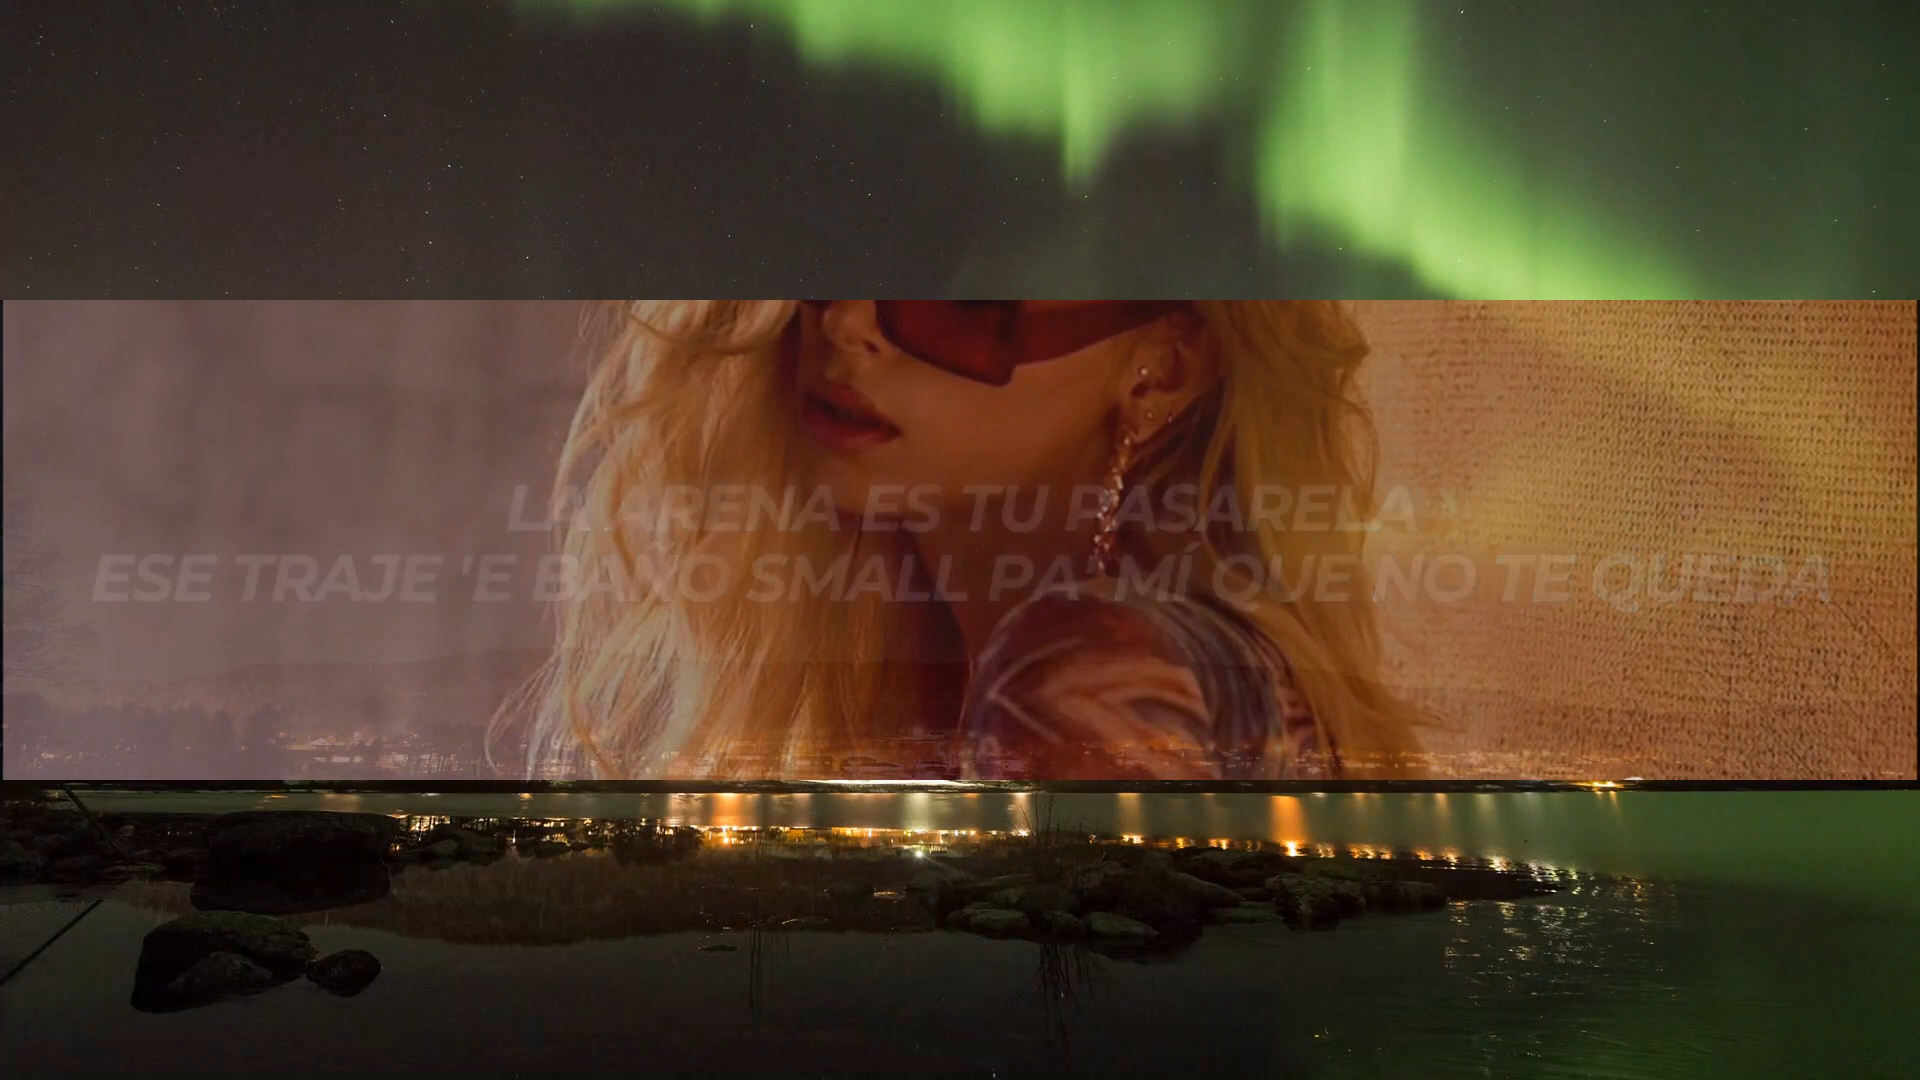 LA ARENA ES TU PASARELA
ESE TRAJE 'E BAÑO SMALL PA' MÍ QUE NO TE QUEDA